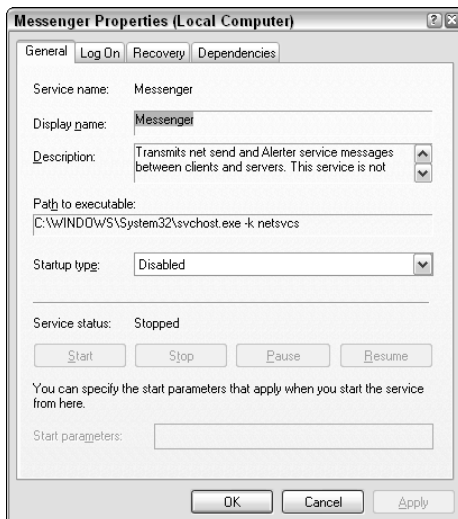 Messenger Properties (Local Computer)
General Log On Recovery Dependencies
Service name: Messenger
Display name: Messenger
Description: Transmits net send and Alerter service messages
between clients and servers. This service is not
Path to executable:
C:\WINDOWS\System32\svchost.exe -k netsvcs
Startup type: Disabled
Service status: Stopped
Start Stop Pause Resume
You can specify the start parameters that apply when you start the service
from here.
Start parameters:
OK Cancel Apply